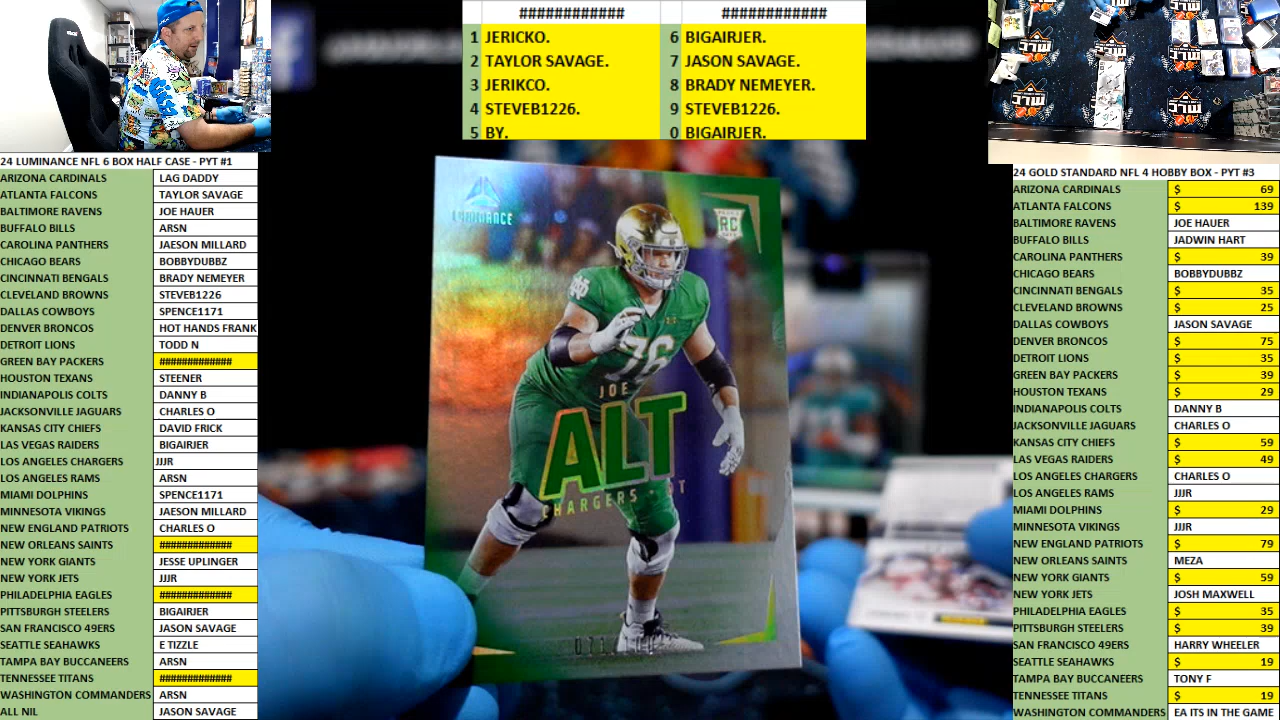 ############ ############
1 JERICKO. 6 BIGAIRJER.
2 TAYLOR SAVAGE. 7 JASON SAVAGE.
3 JERIKCO. 8 BRADY NEMEYER.
4 STEVEB1226. 9 STEVEB1226.
5 BY. 0 BIGAIRJER.
24 LUMINANCE NFL 6 BOX HALF CASE - PYT #1
ARIZONA CARDINALS LAG DADDY
ATLANTA FALCONS TAYLOR SAVAGE
BALTIMORE RAVENS JOE HAUER
BUFFALO BILLS ARSN
CAROLINA PANTHERS JAESON MILLARD
CHICAGO BEARS BOBBYDUBBZ
CINCINNATI BENGALS BRADY NEMEYER
CLEVELAND BROWNS STEVEB1226
DALLAS COWBOYS SPENCE1171
DENVER BRONCOS HOT HANDS FRANK
DETROIT LIONS TODD N
GREEN BAY PACKERS #############
HOUSTON TEXANS STEENER
INDIANAPOLIS COLTS DANNY B
JACKSONVILLE JAGUARS CHARLES O
KANSAS CITY CHIEFS DAVID FRICK
LAS VEGAS RAIDERS BIGAIRJER
LOS ANGELES CHARGERS JJJR
LOS ANGELES RAMS ARSN
MIAMI DOLPHINS SPENCE1171
MINNESOTA VIKINGS JAESON MILLARD
NEW ENGLAND PATRIOTS CHARLES O
NEW ORLEANS SAINTS #############
NEW YORK GIANTS JESSE UPLINGER
NEW YORK JETS JJJR
PHILADELPHIA EAGLES #############
PITTSBURGH STEELERS BIGAIRJER
SAN FRANCISCO 49ERS JASON SAVAGE
SEATTLE SEAHAWKS E TIZZLE
TAMPA BAY BUCCANEERS ARSN
TENNESSEE TITANS #############
WASHINGTON COMMANDERS ARSN
ALL NIL JASON SAVAGE
LUMINANCE
RC
76
JOE
ALT
CHARGERS OT
24 GOLD STANDARD NFL 4 HOBBY BOX - PYT #3
ARIZONA CARDINALS $ 69
ATLANTA FALCONS $ 139
BALTIMORE RAVENS JOE HAUER
BUFFALO BILLS JADWIN HART
CAROLINA PANTHERS $ 39
CHICAGO BEARS BOBBYDUBBZ
CINCINNATI BENGALS $ 35
CLEVELAND BROWNS $ 25
DALLAS COWBOYS JASON SAVAGE
DENVER BRONCOS $ 75
DETROIT LIONS $ 35
GREEN BAY PACKERS $ 39
HOUSTON TEXANS $ 29
INDIANAPOLIS COLTS DANNY B
JACKSONVILLE JAGUARS CHARLES O
KANSAS CITY CHIEFS $ 59
LAS VEGAS RAIDERS $ 49
LOS ANGELES CHARGERS CHARLES O
LOS ANGELES RAMS JJJR
MIAMI DOLPHINS $ 29
MINNESOTA VIKINGS JJJR
NEW ENGLAND PATRIOTS $ 79
NEW ORLEANS SAINTS MEZA
NEW YORK GIANTS $ 59
NEW YORK JETS JOSH MAXWELL
PHILADELPHIA EAGLES $ 35
PITTSBURGH STEELERS $ 39
SAN FRANCISCO 49ERS HARRY WHEELER
SEATTLE SEAHAWKS $ 19
TAMPA BAY BUCCANEERS TONY F
TENNESSEE TITANS $ 19
WASHINGTON COMMANDERS EA ITS IN THE GAME